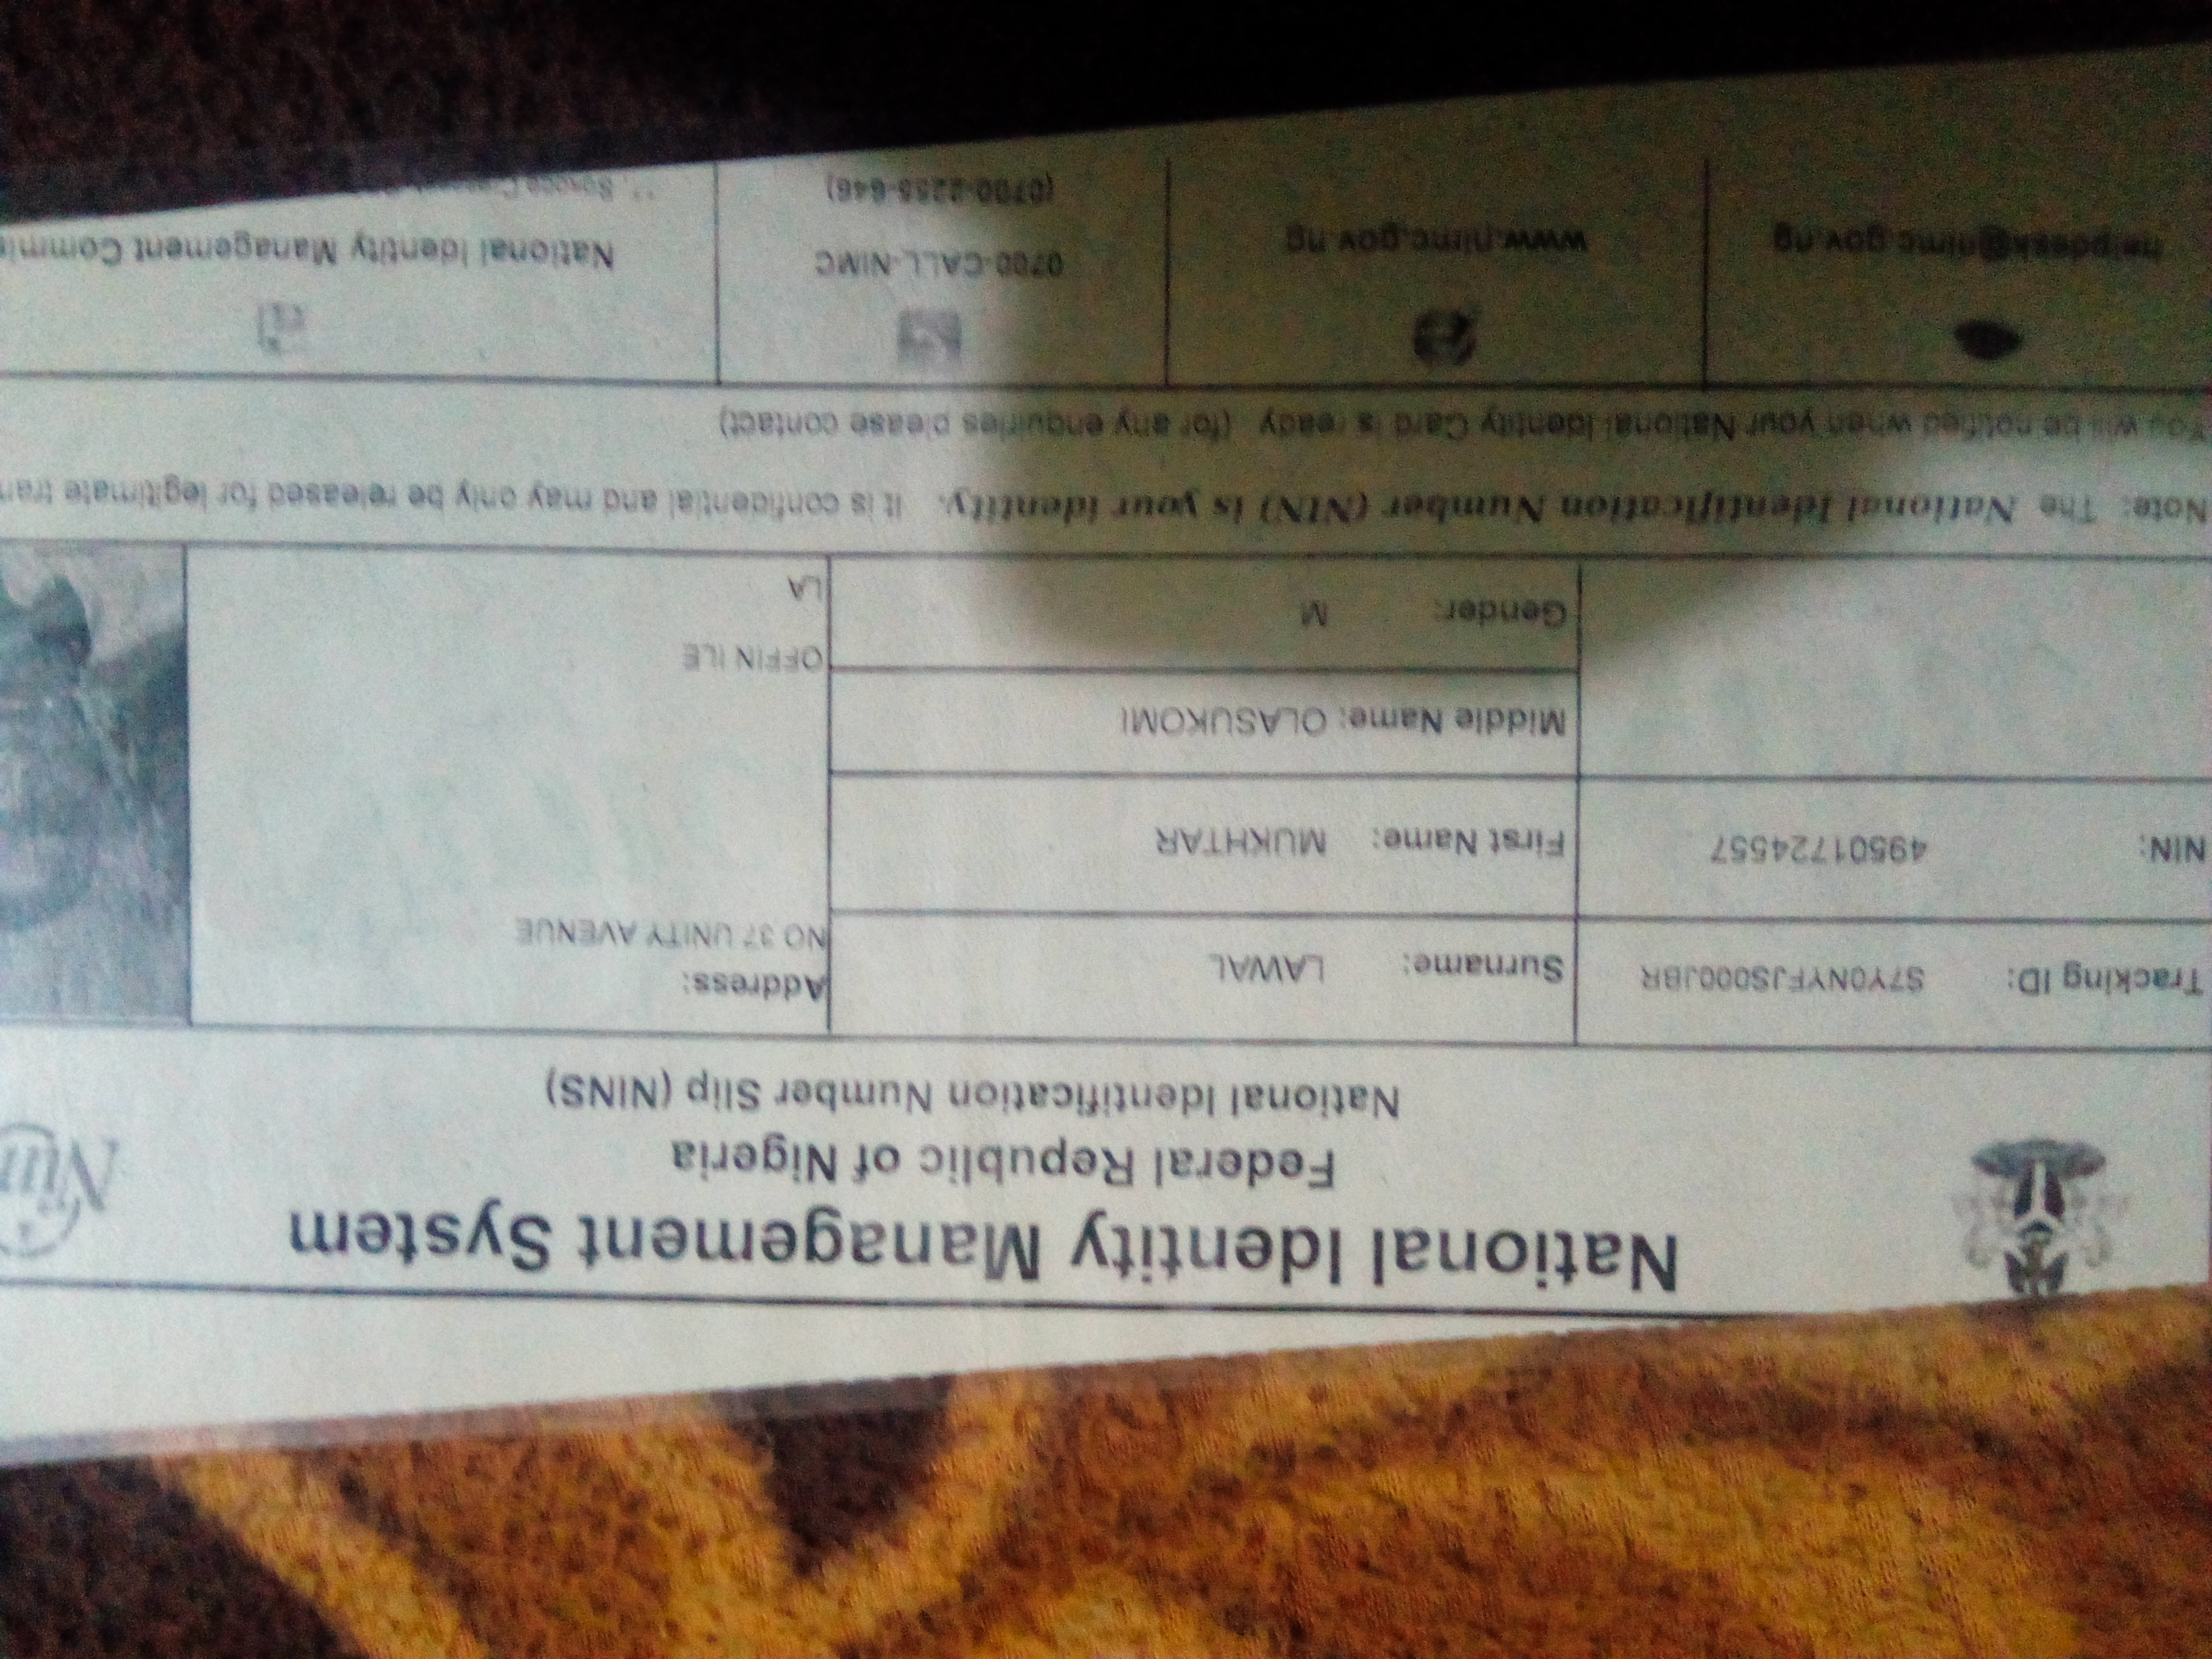 National Identity Management System
Federal Republic of Nigeria
National Identification Number Slip (NINS)
Tracking ID: S7Y0NYFJS000JBR
Surname: LAWAL
Address:
NO 37 UNITY AVENUE
NIN: 49501724557
First Name: MUKHTAR
Middle Name: OLASUKOMI
OFFIN ILE
Gender: M
LA
Note: The National Identification Number (NIN) is your identity. It is confidential and may only be released for legitimate
You will be notified when your National Identity Card is ready (for any enquiries please contact)
helpdesk@nimc.gov.ng
www.nimc.gov.ng
0700-CALL-NIMC
(0700-2255-646)
National Identity Management